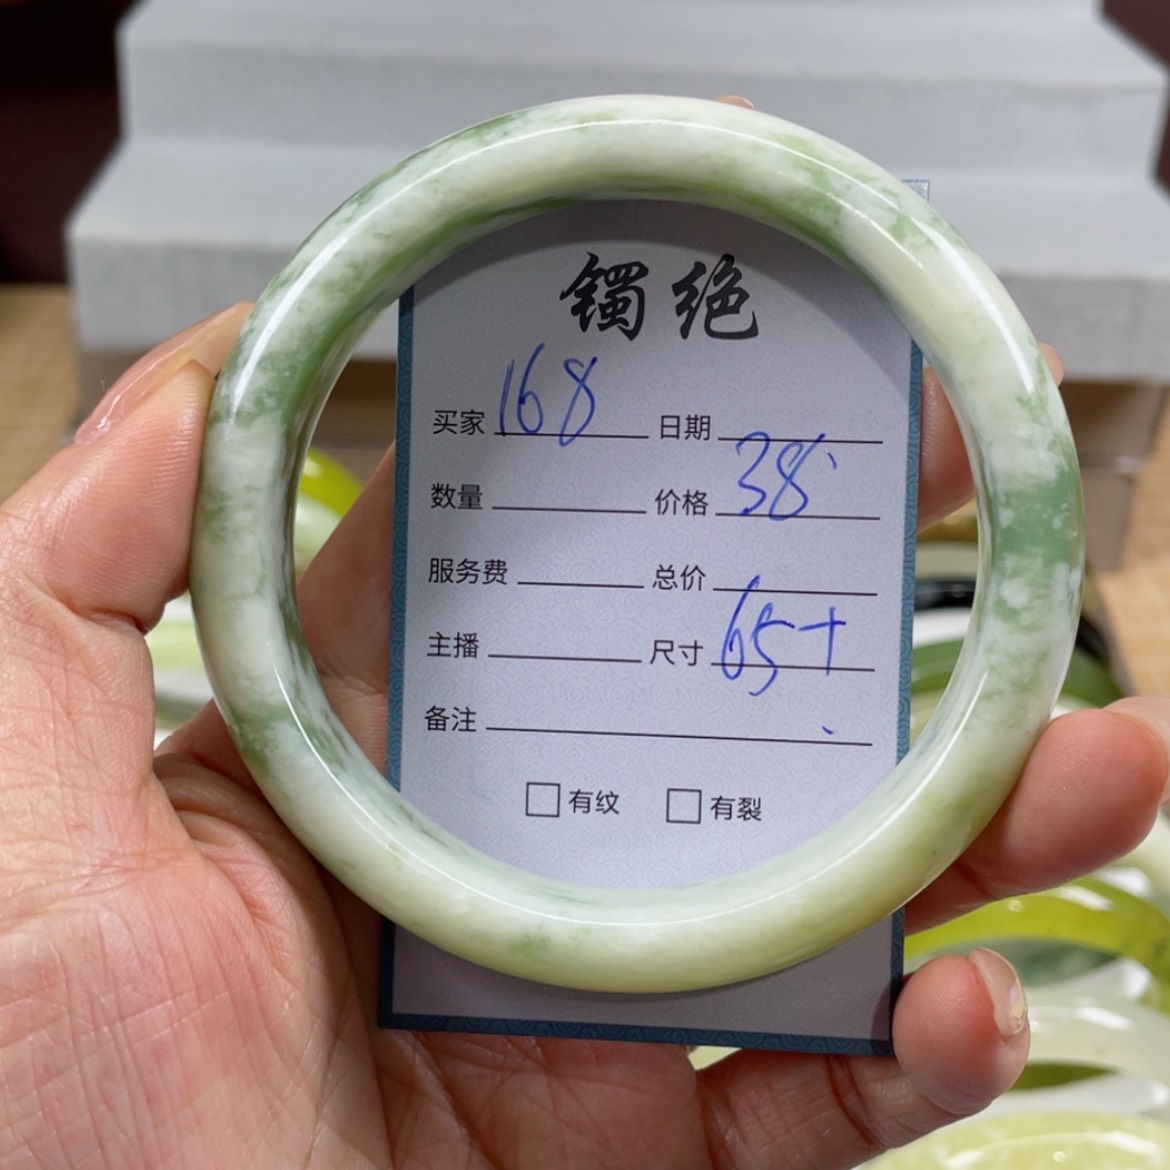 镯绝
买家 168 日期
数量 价格 38
服务费 总价
主播 尺寸 65+
备注
有纹 有裂